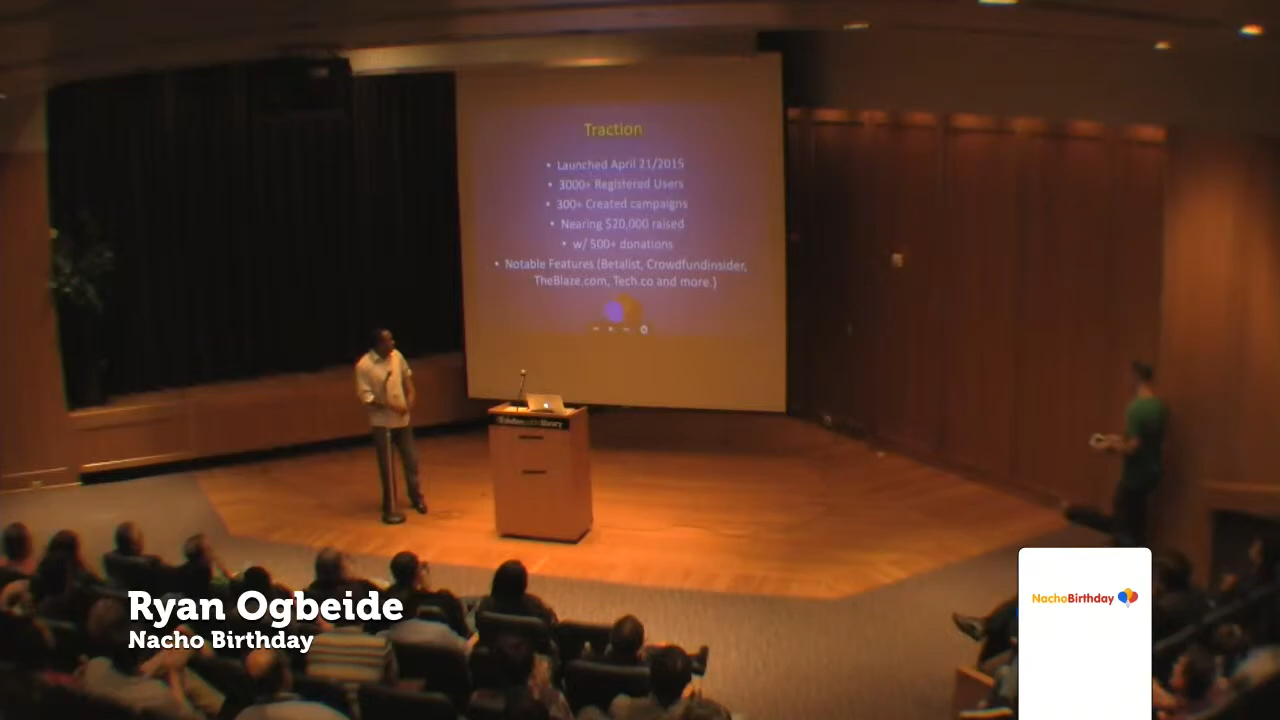 Traction
• Launched April 21/2015
• 3000+ Registered Users
• 300+ Created campaigns
• Nearing $20,000 raised
• w/ 500+ donations
• Notable Features (Betalist, Crowdfundinsider,
TheBlaze.com, Tech.co and more.)
library
Ryan Ogbeide
Nacho Birthday
NachoBirthday